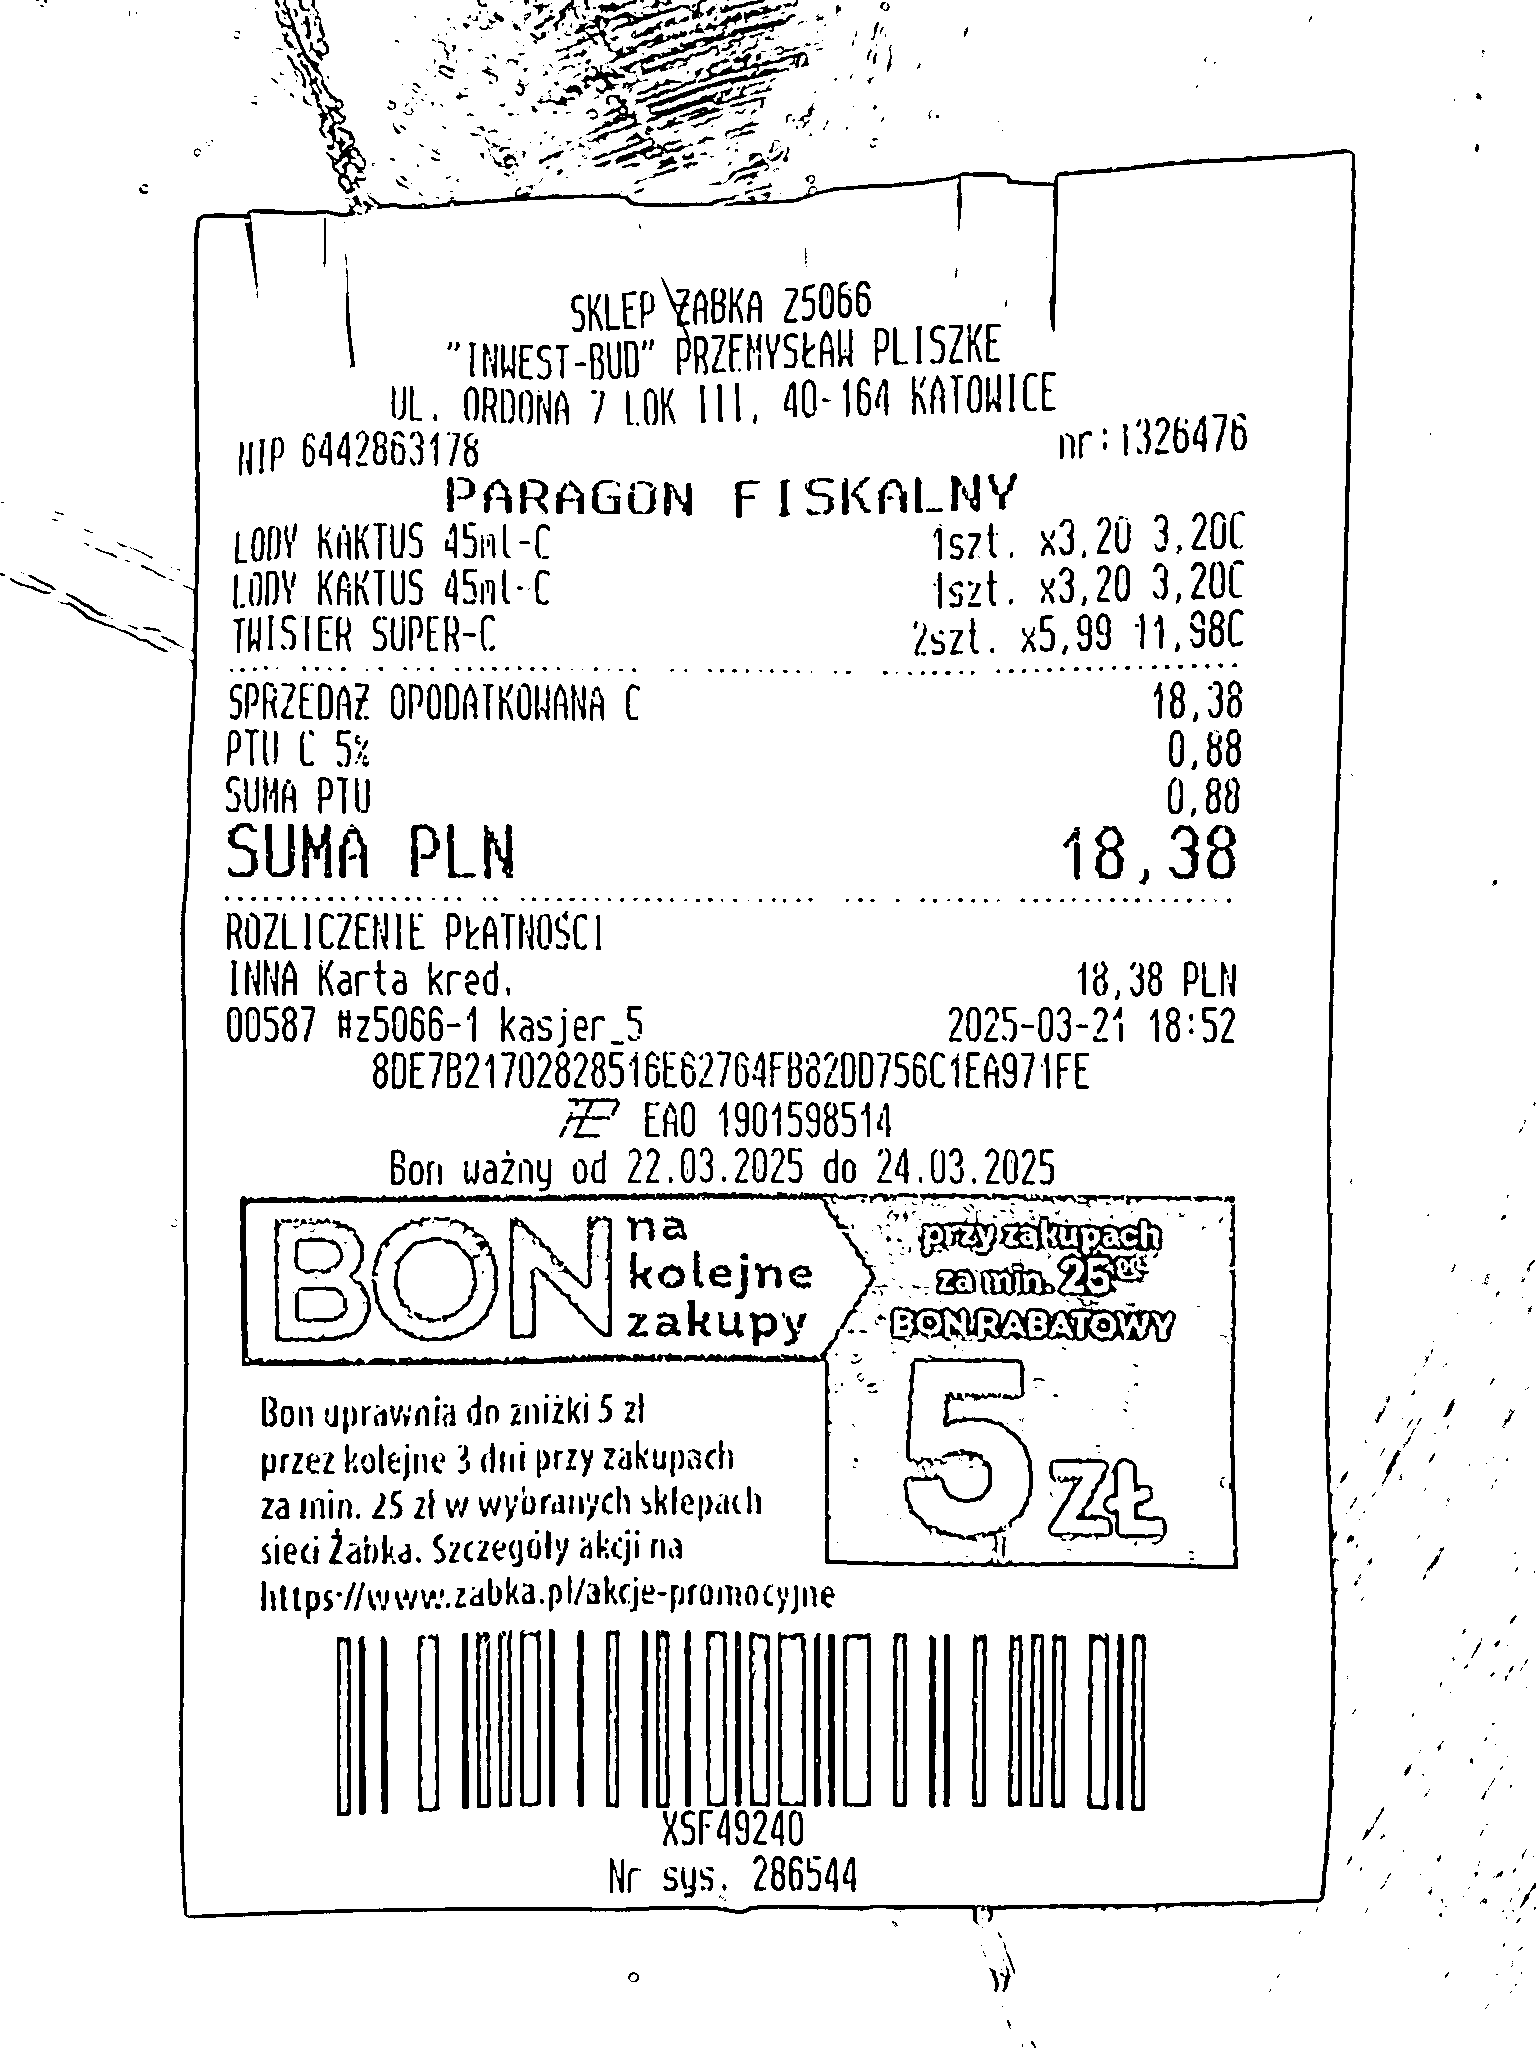 SKLEP ŻABKA Z5066
"INWEST-BUD" PRZEMYSŁAW PLISZKE
UL. ORDONA 7 LOK III, 40-164 KATOWICE
NIP 6442863178 nr:1326476
PARAGON FISKALNY
LODY KAKTUS 45ml-C 1szt. x3,20 3,20C
LODY KAKTUS 45ml-C 1szt. x3,20 3,20C
TWISTER SUPER-C 2szt. x5,99 11,98C
SPRZEDAŻ OPODATKOWANA C 18,38
PTU C 5% 0,88
SUMA PTU 0,88
SUMA PLN 18,38
ROZLICZENIE PŁATNOŚCI
INNA Karta kred. 18,38 PLN
00587 #z5066-1 kasjer_5 2025-03-21 18:52
8DE7B21702828516E62764FB82DD756C1EA971FE
EAO 1901598514
Bon ważny od 22.03.2025 do 24.03.2025
BON na kolejne zakupy
przy zakupach
za min. 25
BON RABATOWY
5 ZŁ
Bon uprawnia do zniżki 5 zł
przez kolejne 3 dni przy zakupach
za min. 25 zł w wybranych sklepach
sieci Żabka. Szczegóły akcji na
https://www.zabka.pl/akcje-promocyjne
XSF49240
Nr sys. 286544